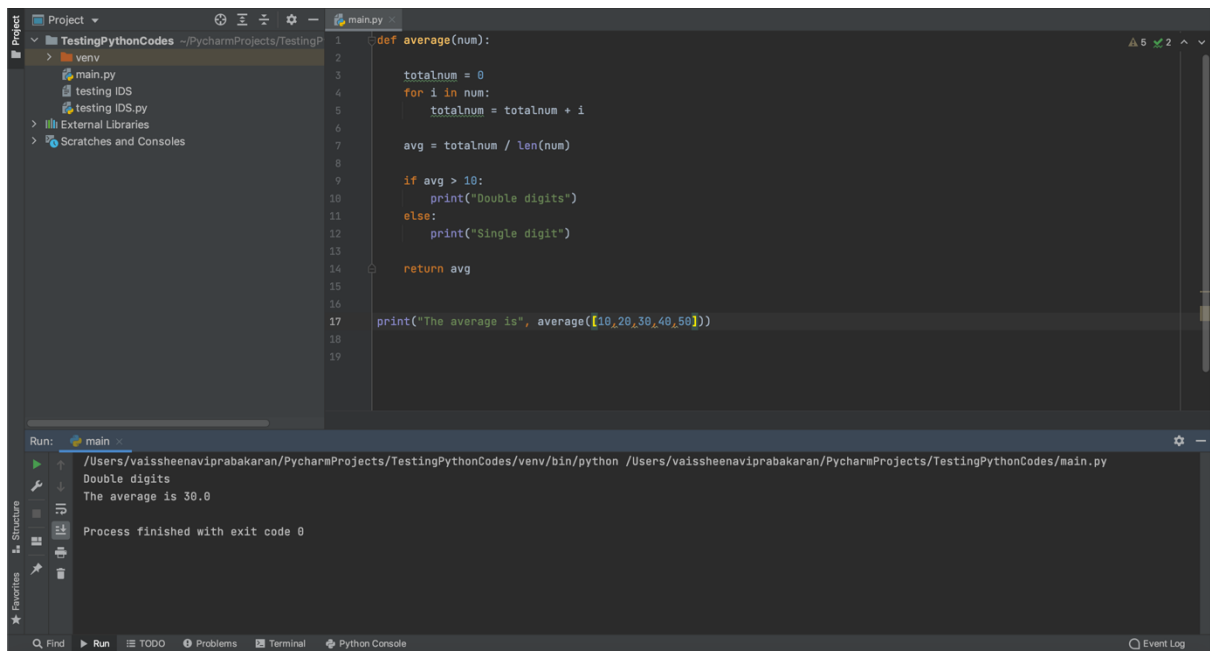 Project
main.py
Project
TestingPythonCodes ~/PycharmProjects/TestingP
venv
main.py
testing IDS
testing IDS.py
External Libraries
Scratches and Consoles
5 2
1 def average(num):
2
3 totalnum = 0
4 for i in num:
5 totalnum = totalnum + i
6
7 avg = totalnum / len(num)
8
9 if avg > 10:
10 print("Double digits")
11 else:
12 print("Single digit")
13
14 return avg
15
16
17 print("The average is", average([10,20,30,40,50]))
18
19
Run: main
/Users/vaissheenaviprabakaran/PycharmProjects/TestingPythonCodes/venv/bin/python /Users/vaissheenaviprabakaran/PycharmProjects/TestingPythonCodes/main.py
Double digits
The average is 30.0
Process finished with exit code 0
Structure
Favorites
Find Run TODO Problems Terminal Python Console Event Log